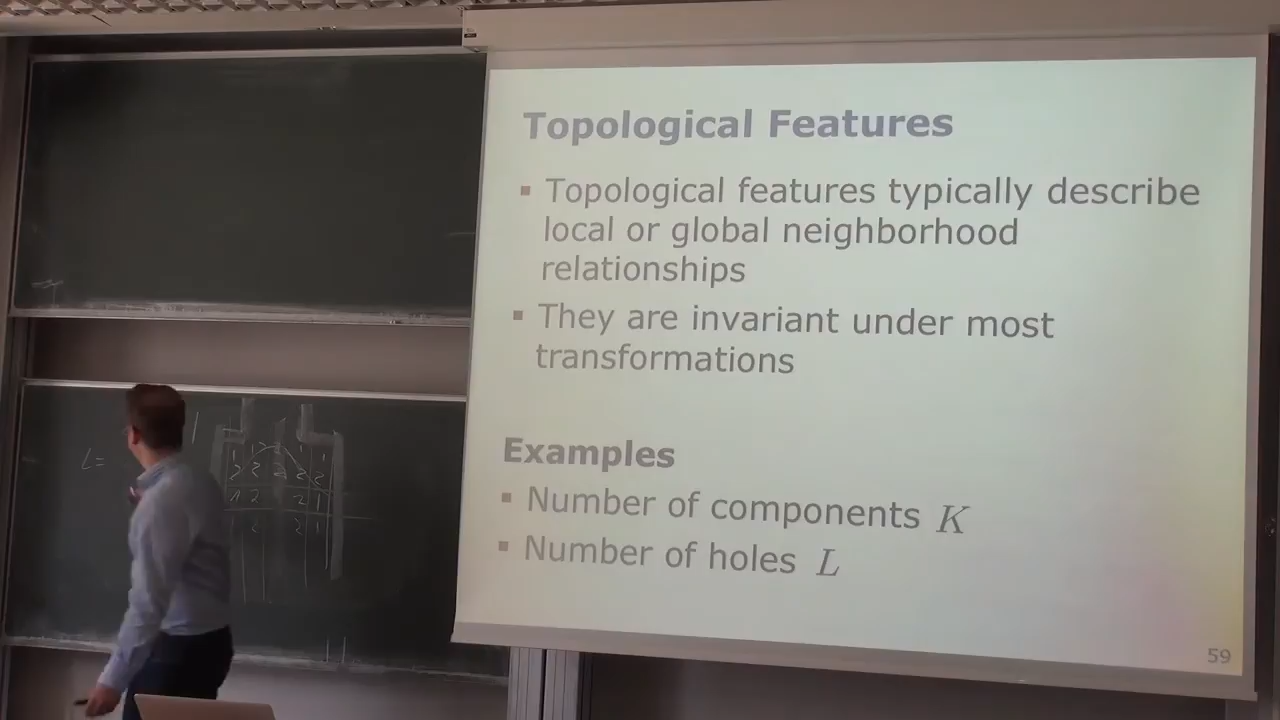 Topological Features
▪ Topological features typically describe
local or global neighborhood
relationships
▪ They are invariant under most
transformations
Examples
▪ Number of components K
▪ Number of holes L
59
L=